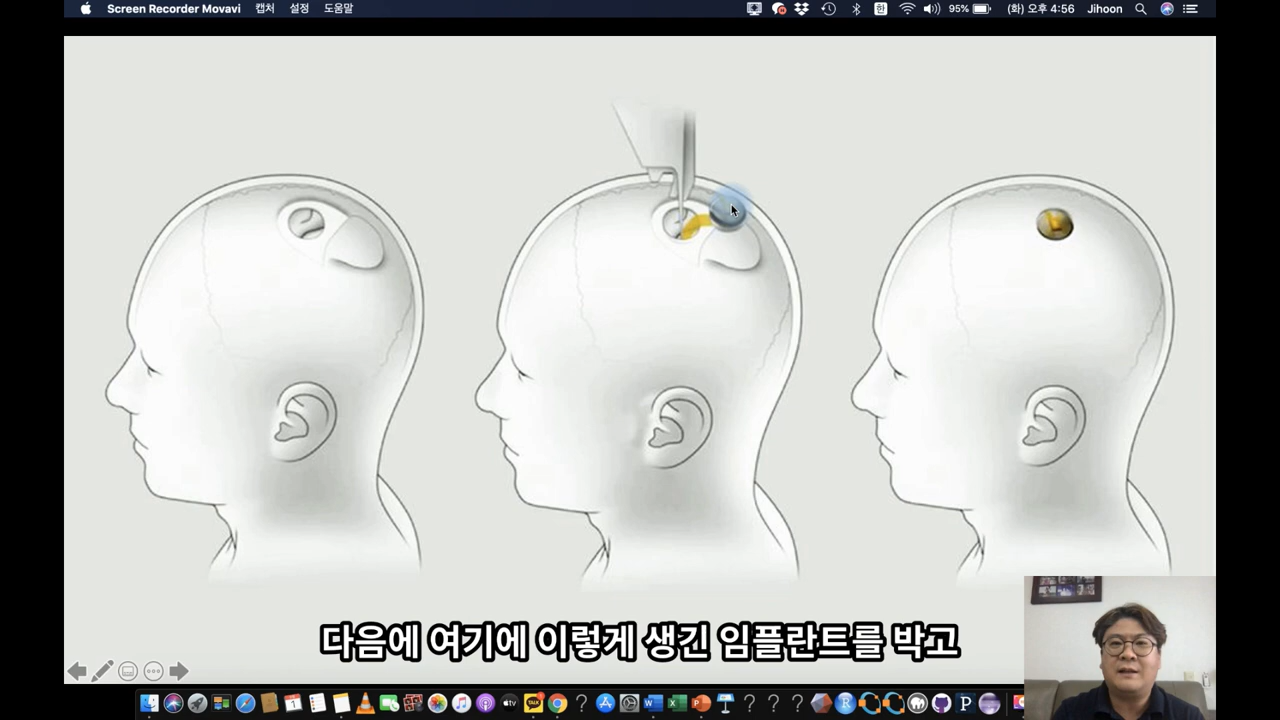 Screen Recorder Movavi 캡처 설정 도움말 한 95% (화) 오후 4:56 Jihoon
다음에 여기에 이렇게 생긴 임플란트를 박고